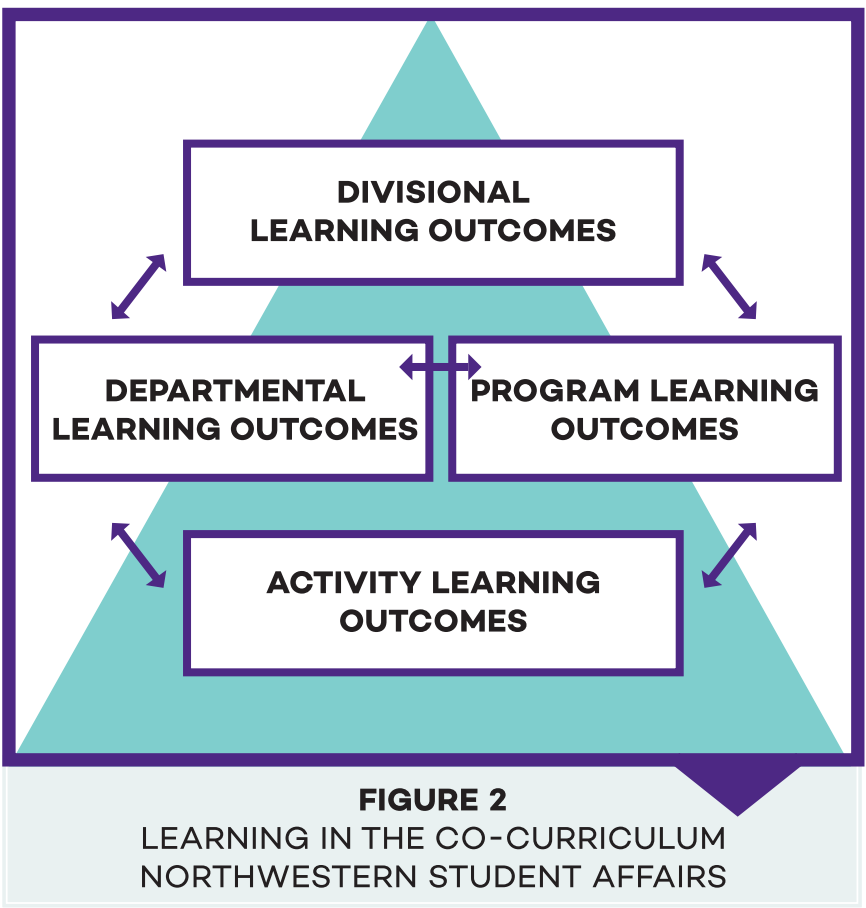 DIVISIONAL
LEARNING OUTCOMES
DEPARTMENTAL
LEARNING OUTCOMES
PROGRAM LEARNING
OUTCOMES
ACTIVITY LEARNING
OUTCOMES
FIGURE 2
LEARNING IN THE CO-CURRICULUM
NORTHWESTERN STUDENT AFFAIRS